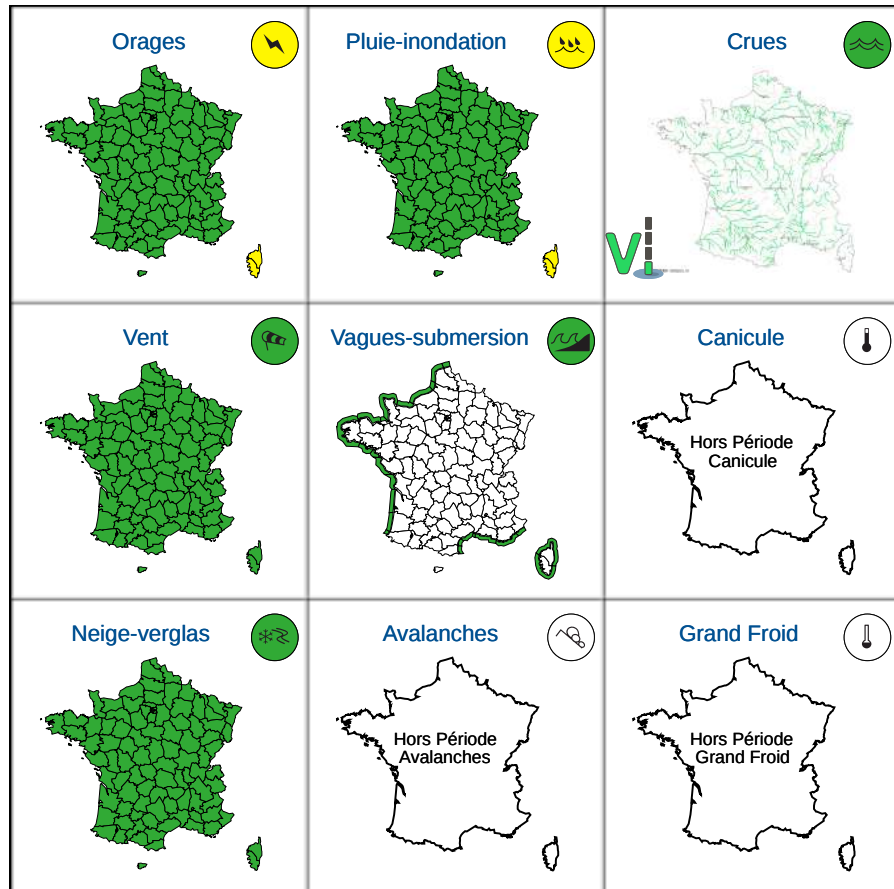 Orages
Pluie-inondation
Crues
Vent
Vagues-submersion
Canicule
Hors Période
Canicule
Neige-verglas
Avalanches
Grand Froid
Hors Période
Avalanches
Hors Période
Grand Froid